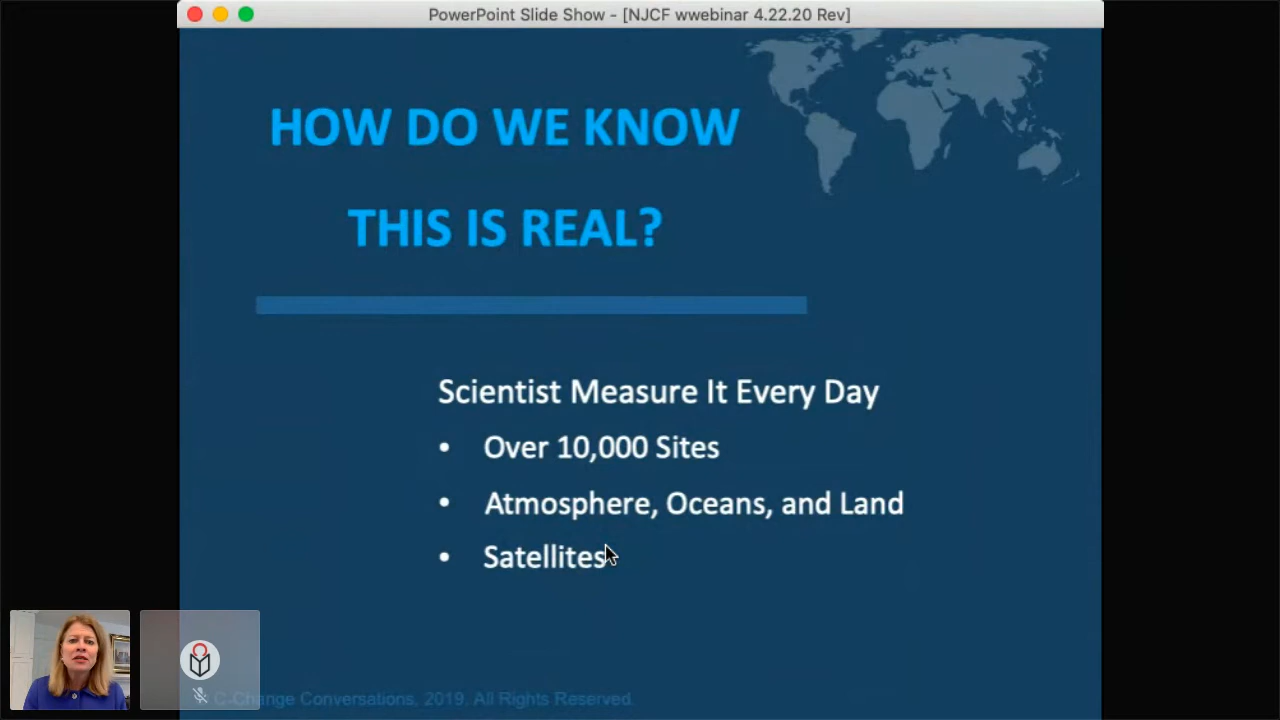 PowerPoint Slide Show - [NJCF wwebinar 4.22.20 Rev]
HOW DO WE KNOW
THIS IS REAL?
Scientist Measure It Every Day
• Over 10,000 Sites
• Atmosphere, Oceans, and Land
• Satellites
C-Change Conversations, 2019. All Rights Reserved.